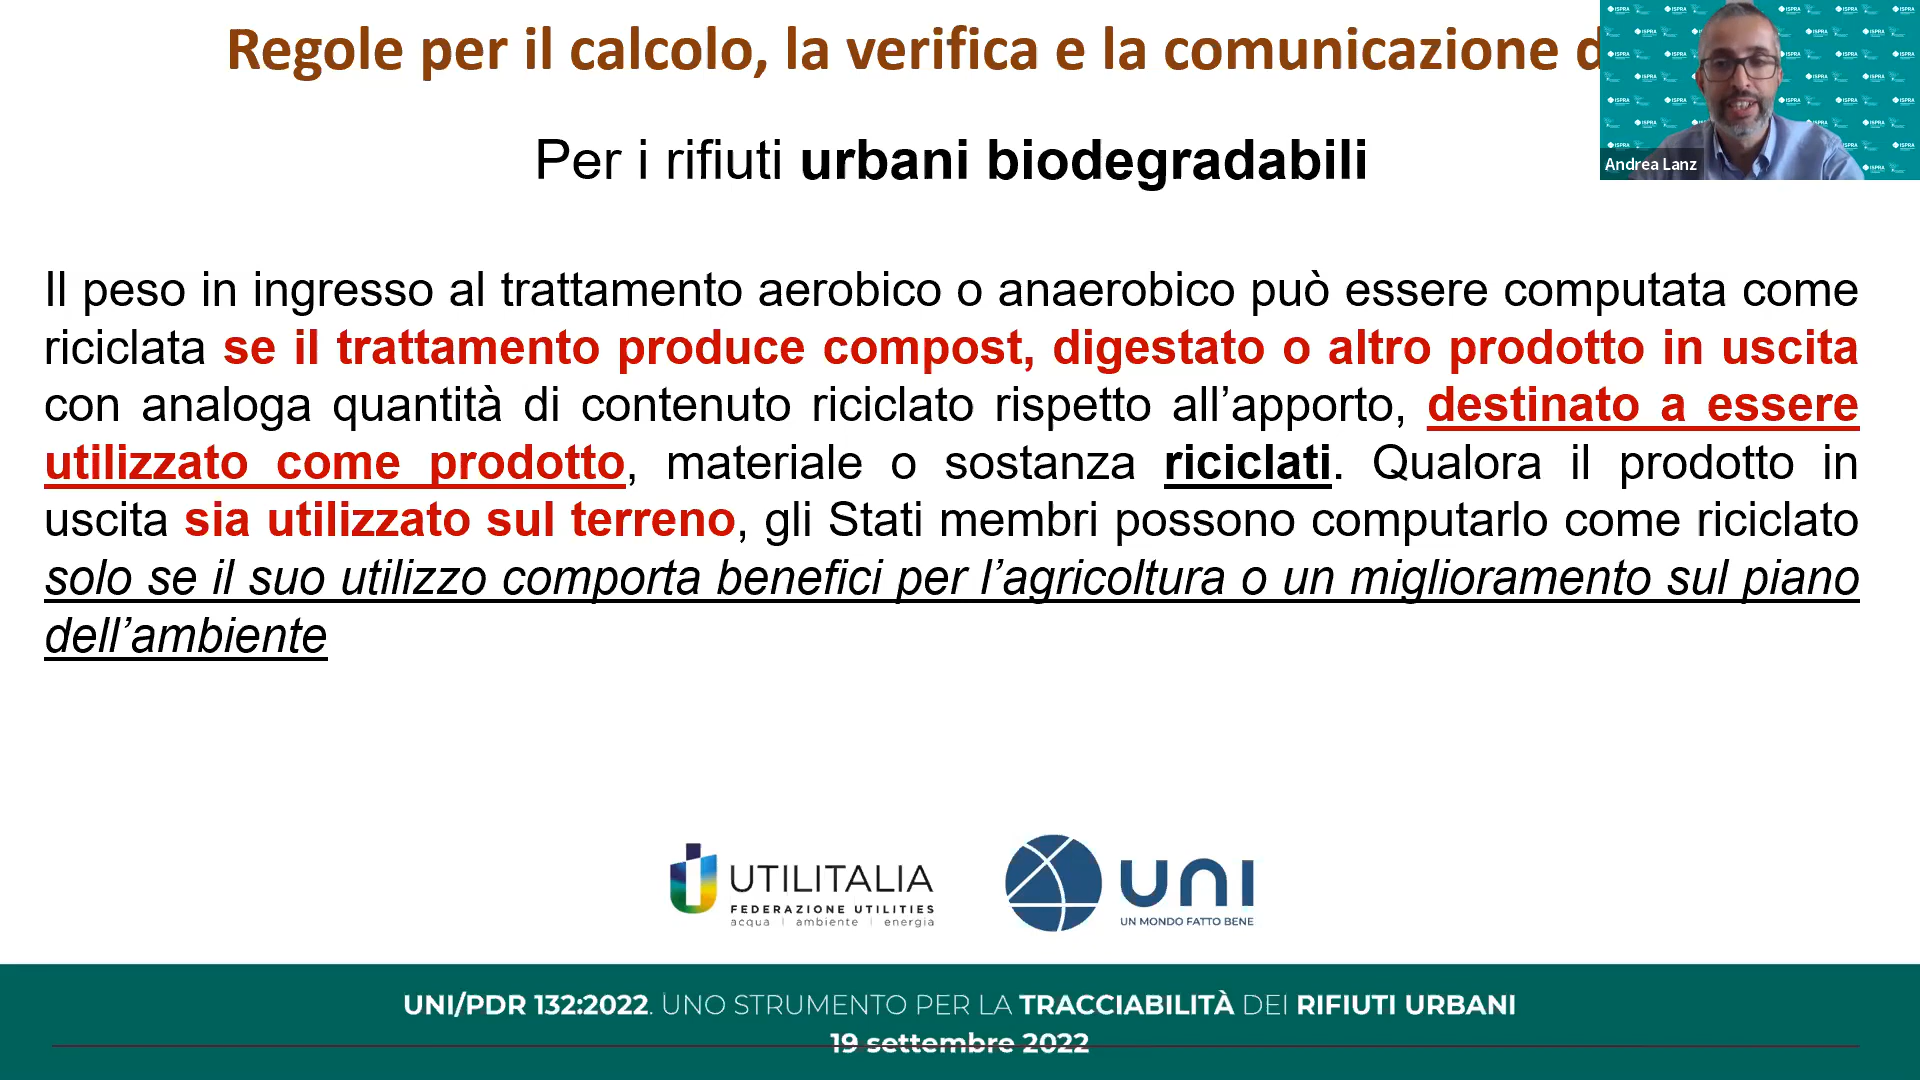 Regole per il calcolo, la verifica e la comunicazione d
Per i rifiuti urbani biodegradabili
Andrea Lanz
Il peso in ingresso al trattamento aerobico o anaerobico può essere computata come
riciclata se il trattamento produce compost, digestato o altro prodotto in uscita
con analoga quantità di contenuto riciclato rispetto all’apporto, destinato a essere
utilizzato come prodotto, materiale o sostanza riciclati. Qualora il prodotto in
uscita sia utilizzato sul terreno, gli Stati membri possono computarlo come riciclato
solo se il suo utilizzo comporta benefici per l’agricoltura o un miglioramento sul piano
dell’ambiente
UTILITALIA
FEDERAZIONE UTILITIES
acqua | ambiente | energia
UNI
UN MONDO FATTO BENE
UNI/PDR 132:2022. UNO STRUMENTO PER LA TRACCIABILITÀ DEI RIFIUTI URBANI
19 settembre 2022